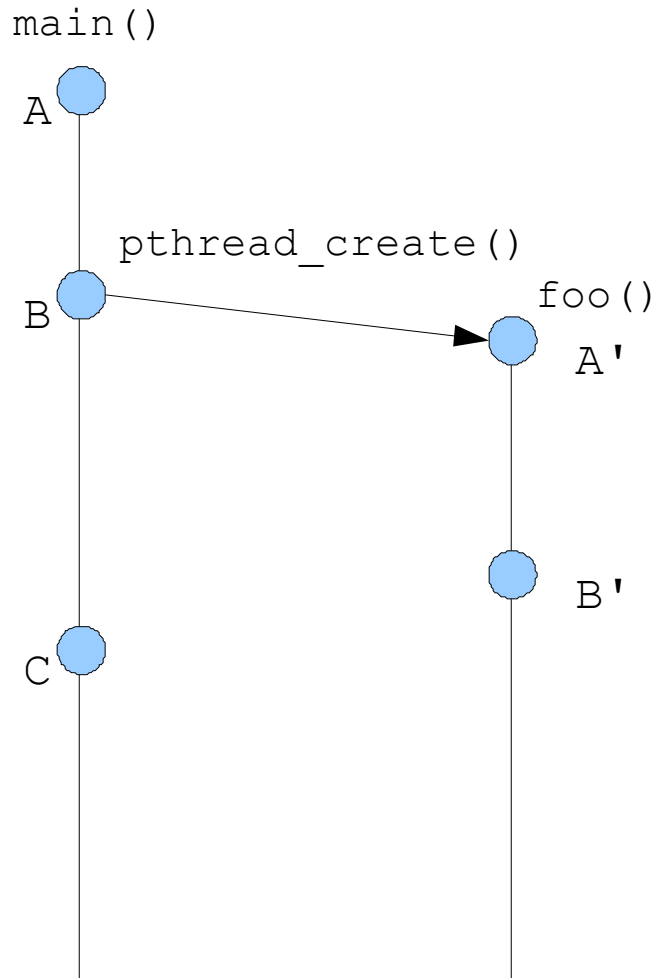 main()
A
pthread_create()
B
foo()
A'
B'
C